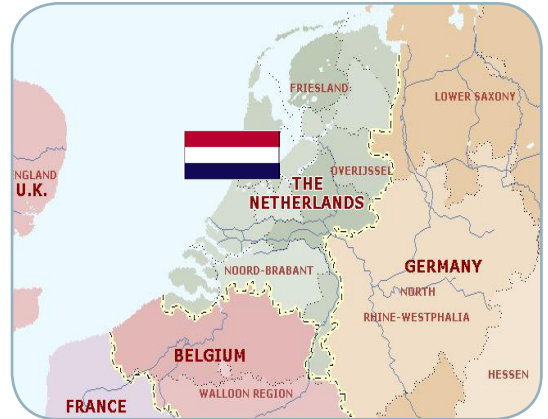 FRIESLAND
LOWER SAXONY
OVERIJSSEL
NGLAND
U.K.
THE
NETHERLANDS
NOORD-BRABANT
GERMANY
NORTH
RHINE-WESTPHALIA
BELGIUM
HESSEN
WALLOON REGION
FRANCE